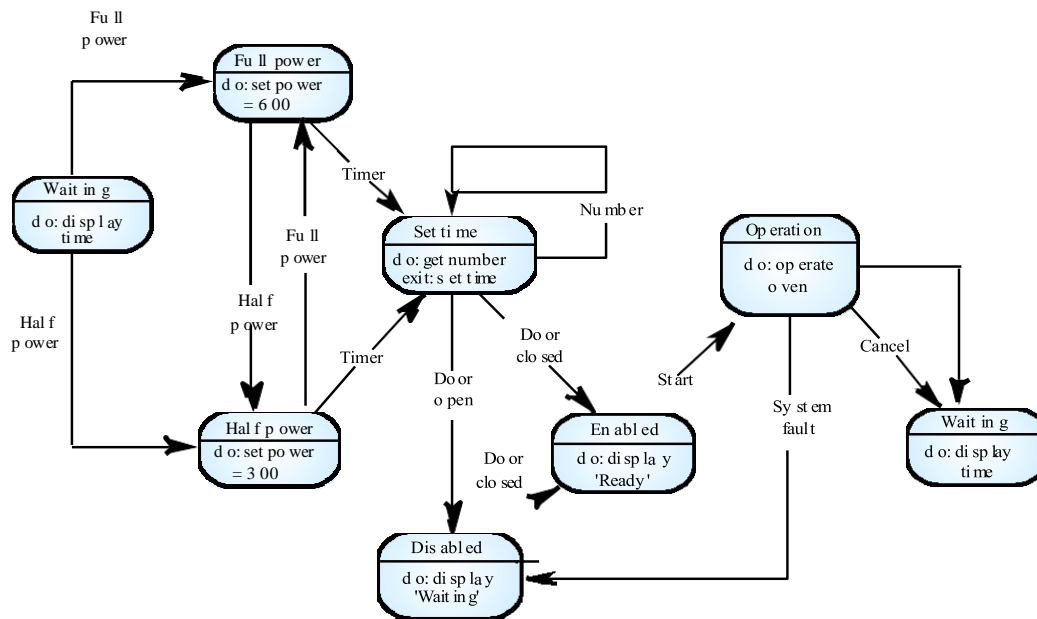 Full
power
Full power
do: set power
= 600
Timer
Waiting
do: display
time
Full
power
Number
Set time
do: get number
exit: set time
Operation
do: operate
oven
Half
power
Half
power
Timer
Door
closed
Door
open
Start
Cancel
System
fault
Half power
do: set power
= 300
Enabled
do: display
'Ready'
Door
closed
Waiting
do: display
time
Disabled
do: display
'Waiting'